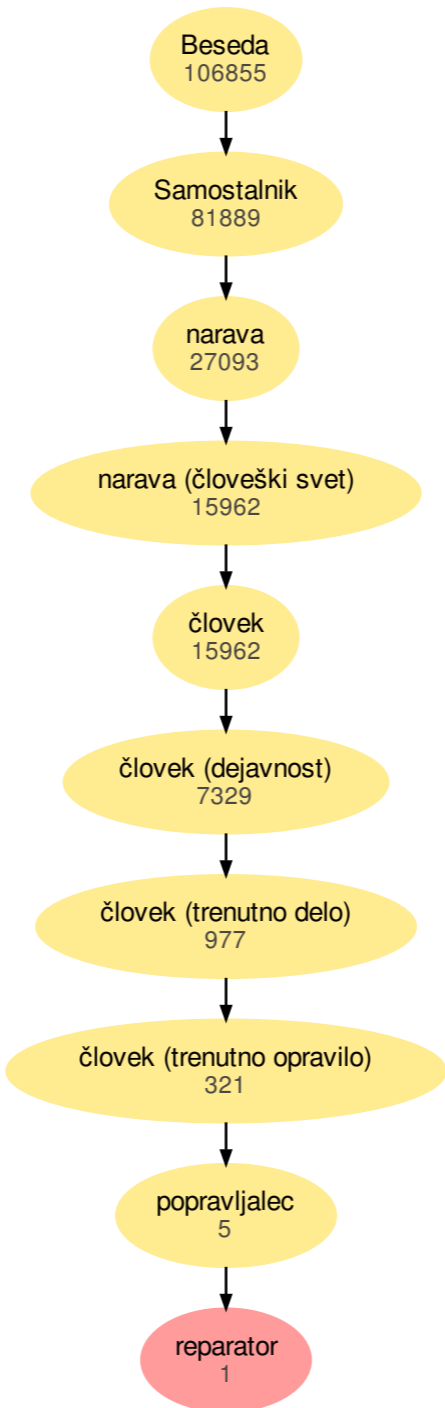 Beseda
106855
Samostalnik
81889
narava
27093
narava (človeški svet)
15962
človek
15962
človek (dejavnost)
7329
človek (trenutno delo)
977
človek (trenutno opravilo)
321
popravljalec
5
reparator
1